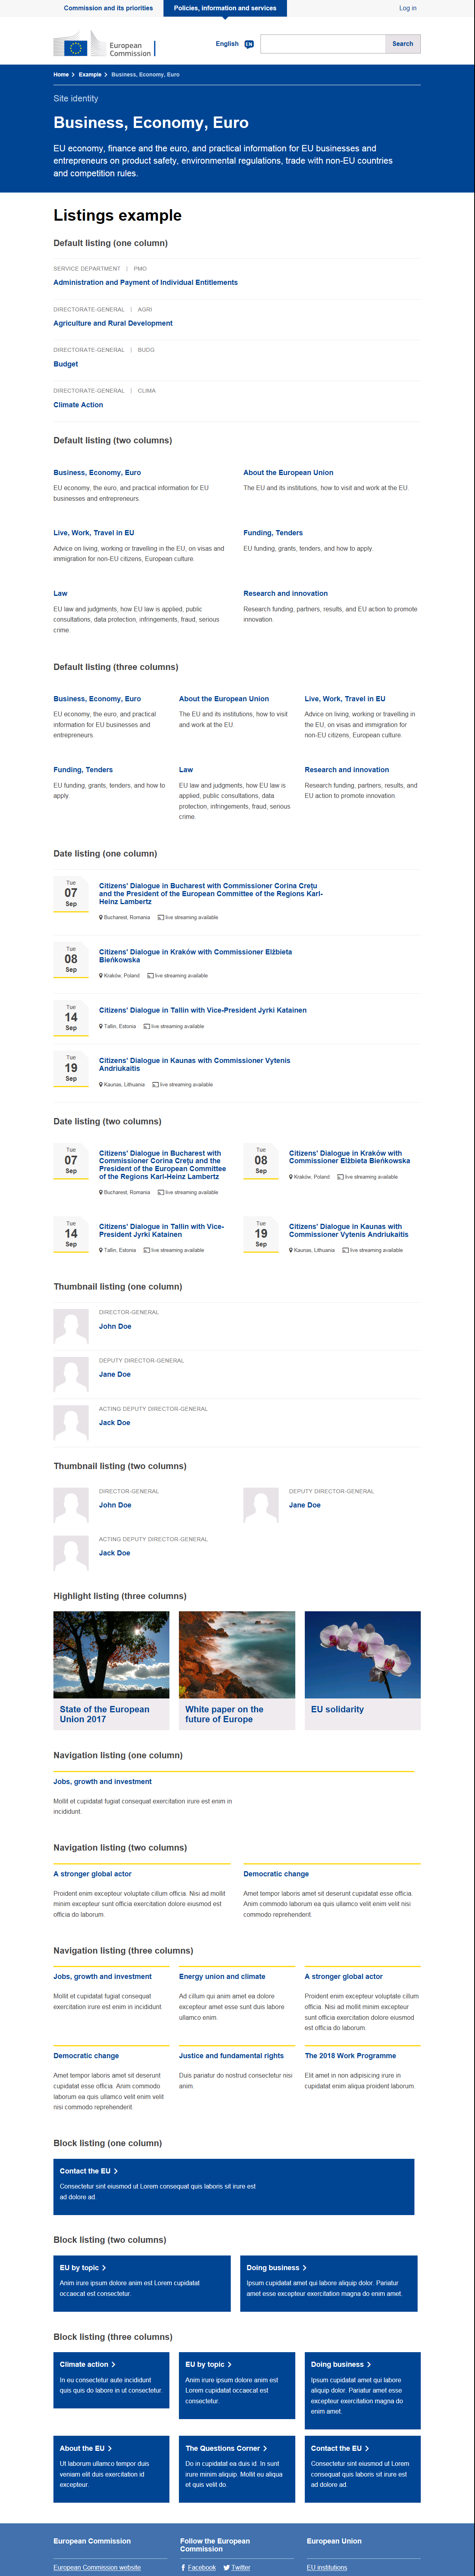 Commission and its priorities
Policies, information and services
Log in
European
Commission
English EN
Search
Home > Example > Business, Economy, Euro
Site identity
Business, Economy, Euro
EU economy, finance and the euro, and practical information for EU businesses and
entrepreneurs on product safety, environmental regulations, trade with non-EU countries
and competition rules.
Listings example
Default listing (one column)
SERVICE DEPARTMENT | PMO
Administration and Payment of Individual Entitlements
DIRECTORATE-GENERAL | AGRI
Agriculture and Rural Development
DIRECTORATE-GENERAL | BUDG
Budget
DIRECTORATE-GENERAL | CLIMA
Climate Action
Default listing (two columns)
Business, Economy, Euro
EU economy, the euro, and practical information for EU
businesses and entrepreneurs.
About the European Union
The EU and its institutions, how to visit and work at the EU.
Live, Work, Travel in EU
Advice on living, working or travelling in the EU, on visas and
immigration for non-EU citizens, European culture.
Funding, Tenders
EU funding, grants, tenders, and how to apply.
Law
EU law and judgments, how EU law is applied, public
consultations, data protection, infringements, fraud, serious
crime.
Research and innovation
Research funding, partners, results, and EU action to promote
innovation.
Default listing (three columns)
Business, Economy, Euro
EU economy, the euro, and practical
information for EU businesses and
entrepreneurs.
About the European Union
The EU and its institutions, how to visit
and work at the EU.
Live, Work, Travel in EU
Advice on living, working or travelling in
the EU, on visas and immigration for
non-EU citizens, European culture.
Funding, Tenders
EU funding, grants, tenders, and how to
apply.
Law
EU law and judgments, how EU law is
applied, public consultations, data
protection, infringements, fraud, serious
crime.
Research and innovation
Research funding, partners, results, and
EU action to promote innovation.
Date listing (one column)
Tue
07
Sep
Citizens' Dialogue in Bucharest with Commissioner Corina Crețu
and the President of the European Committee of the Regions Karl-
Heinz Lambertz
Bucharest, Romania live streaming available
Tue
08
Sep
Citizens' Dialogue in Kraków with Commissioner Elżbieta
Bieńkowska
Kraków, Poland live streaming available
Tue
14
Sep
Citizens' Dialogue in Tallin with Vice-President Jyrki Katainen
Tallin, Estonia live streaming available
Tue
19
Sep
Citizens' Dialogue in Kaunas with Commissioner Vytenis
Andriukaitis
Kaunas, Lithuania live streaming available
Date listing (two columns)
Tue
07
Sep
Citizens' Dialogue in Bucharest with
Commissioner Corina Crețu and the
President of the European Committee
of the Regions Karl-Heinz Lambertz
Bucharest, Romania live streaming available
Tue
08
Sep
Citizens' Dialogue in Kraków with
Commissioner Elżbieta Bieńkowska
Kraków, Poland live streaming available
Tue
14
Sep
Citizens' Dialogue in Tallin with Vice-
President Jyrki Katainen
Tallin, Estonia live streaming available
Tue
19
Sep
Citizens' Dialogue in Kaunas with
Commissioner Vytenis Andriukaitis
Kaunas, Lithuania live streaming available
Thumbnail listing (one column)
DIRECTOR-GENERAL
John Doe
DEPUTY DIRECTOR-GENERAL
Jane Doe
ACTING DEPUTY DIRECTOR-GENERAL
Jack Doe
Thumbnail listing (two columns)
DIRECTOR-GENERAL
John Doe
DEPUTY DIRECTOR-GENERAL
Jane Doe
ACTING DEPUTY DIRECTOR-GENERAL
Jack Doe
Highlight listing (three columns)
State of the European
Union 2017
White paper on the
future of Europe
EU solidarity
Navigation listing (one column)
Jobs, growth and investment
Mollit et cupidatat fugiat consequat exercitation irure est enim in
incididunt.
Navigation listing (two columns)
A stronger global actor
Proident enim excepteur voluptate cillum officia. Nisi ad mollit
minim excepteur sunt officia exercitation dolore eiusmod est
officia do laborum.
Democratic change
Amet tempor laboris amet sit deserunt cupidatat esse officia.
Anim commodo laborum ea quis ullamco velit enim velit nisi
commodo reprehenderit.
Navigation listing (three columns)
Jobs, growth and investment
Mollit et cupidatat fugiat consequat
exercitation irure est enim in incididunt.
Energy union and climate
Ad cillum qui anim amet ea dolore
excepteur amet esse sunt duis labore
ullamco enim.
A stronger global actor
Proident enim excepteur voluptate cillum
officia. Nisi ad mollit minim excepteur
sunt officia exercitation dolore eiusmod
est officia do laborum.
Democratic change
Amet tempor laboris amet sit deserunt
cupidatat esse officia. Anim commodo
laborum ea quis ullamco velit enim velit
nisi commodo reprehenderit.
Justice and fundamental rights
Duis pariatur do nostrud consectetur nisi
anim.
The 2018 Work Programme
Elit amet in non adipisicing irure in
cupidatat enim aliqua proident laborum.
Block listing (one column)
Contact the EU >
Consectetur sint eiusmod ut Lorem consequat quis laboris sit irure est
ad dolore ad.
Block listing (two columns)
EU by topic >
Anim irure ipsum dolore anim est Lorem cupidatat
occaecat est consectetur.
Doing business >
Ipsum cupidatat amet qui labore aliquip dolor. Pariatur
amet esse excepteur exercitation magna do enim amet.
Block listing (three columns)
Climate action >
In eu consectetur aute incididunt
quis quis do labore in ut consectetur.
EU by topic >
Anim irure ipsum dolore anim est
Lorem cupidatat occaecat est
consectetur.
Doing business >
Ipsum cupidatat amet qui labore
aliquip dolor. Pariatur amet esse
excepteur exercitation magna do
enim amet.
About the EU >
Ut laborum ullamco tempor duis
veniam elit duis exercitation id
excepteur.
The Questions Corner >
Do in cupidatat ea duis id. In sunt
irure minim aliquip. Mollit eu aliqua
et quis velit do.
Contact the EU >
Consectetur sint eiusmod ut Lorem
consequat quis laboris sit irure est
ad dolore ad.
European Commission
Follow the European
Commission
European Union
European Commission website
Facebook Twitter
EU institutions